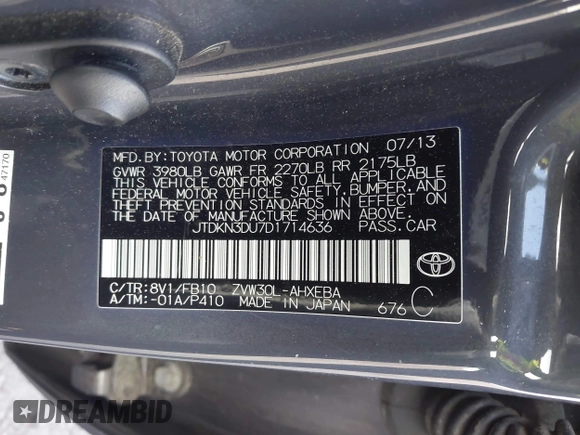 MFD. BY: TOYOTA MOTOR CORPORATION 07/13
GVWR 3980LB GAWR FR 2270LB RR 2175LB
THIS VEHICLE CONFORMS TO ALL APPLICABLE
FEDERAL MOTOR VEHICLE SAFETY, BUMPER, AND
THEFT PREVENTION STANDARDS IN EFFECT ON
THE DATE OF MANUFACTURE SHOWN ABOVE.
JTDKN3DU7D1714636 PASS. CAR
C/TR: 8V1/FB10 ZVW30L-AHXEBA
A/TM: -01A/P410 MADE IN JAPAN 676 C
47170
DREAMBID